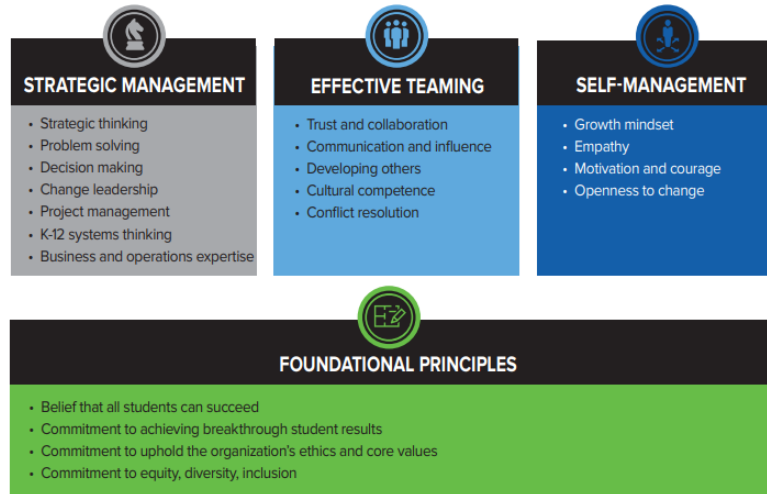 STRATEGIC MANAGEMENT
• Strategic thinking
• Problem solving
• Decision making
• Change leadership
• Project management
• K-12 systems thinking
• Business and operations expertise
EFFECTIVE TEAMING
• Trust and collaboration
• Communication and influence
• Developing others
• Cultural competence
• Conflict resolution
SELF-MANAGEMENT
• Growth mindset
• Empathy
• Motivation and courage
• Openness to change
FOUNDATIONAL PRINCIPLES
• Belief that all students can succeed
• Commitment to achieving breakthrough student results
• Commitment to uphold the organization's ethics and core values
• Commitment to equity, diversity, inclusion